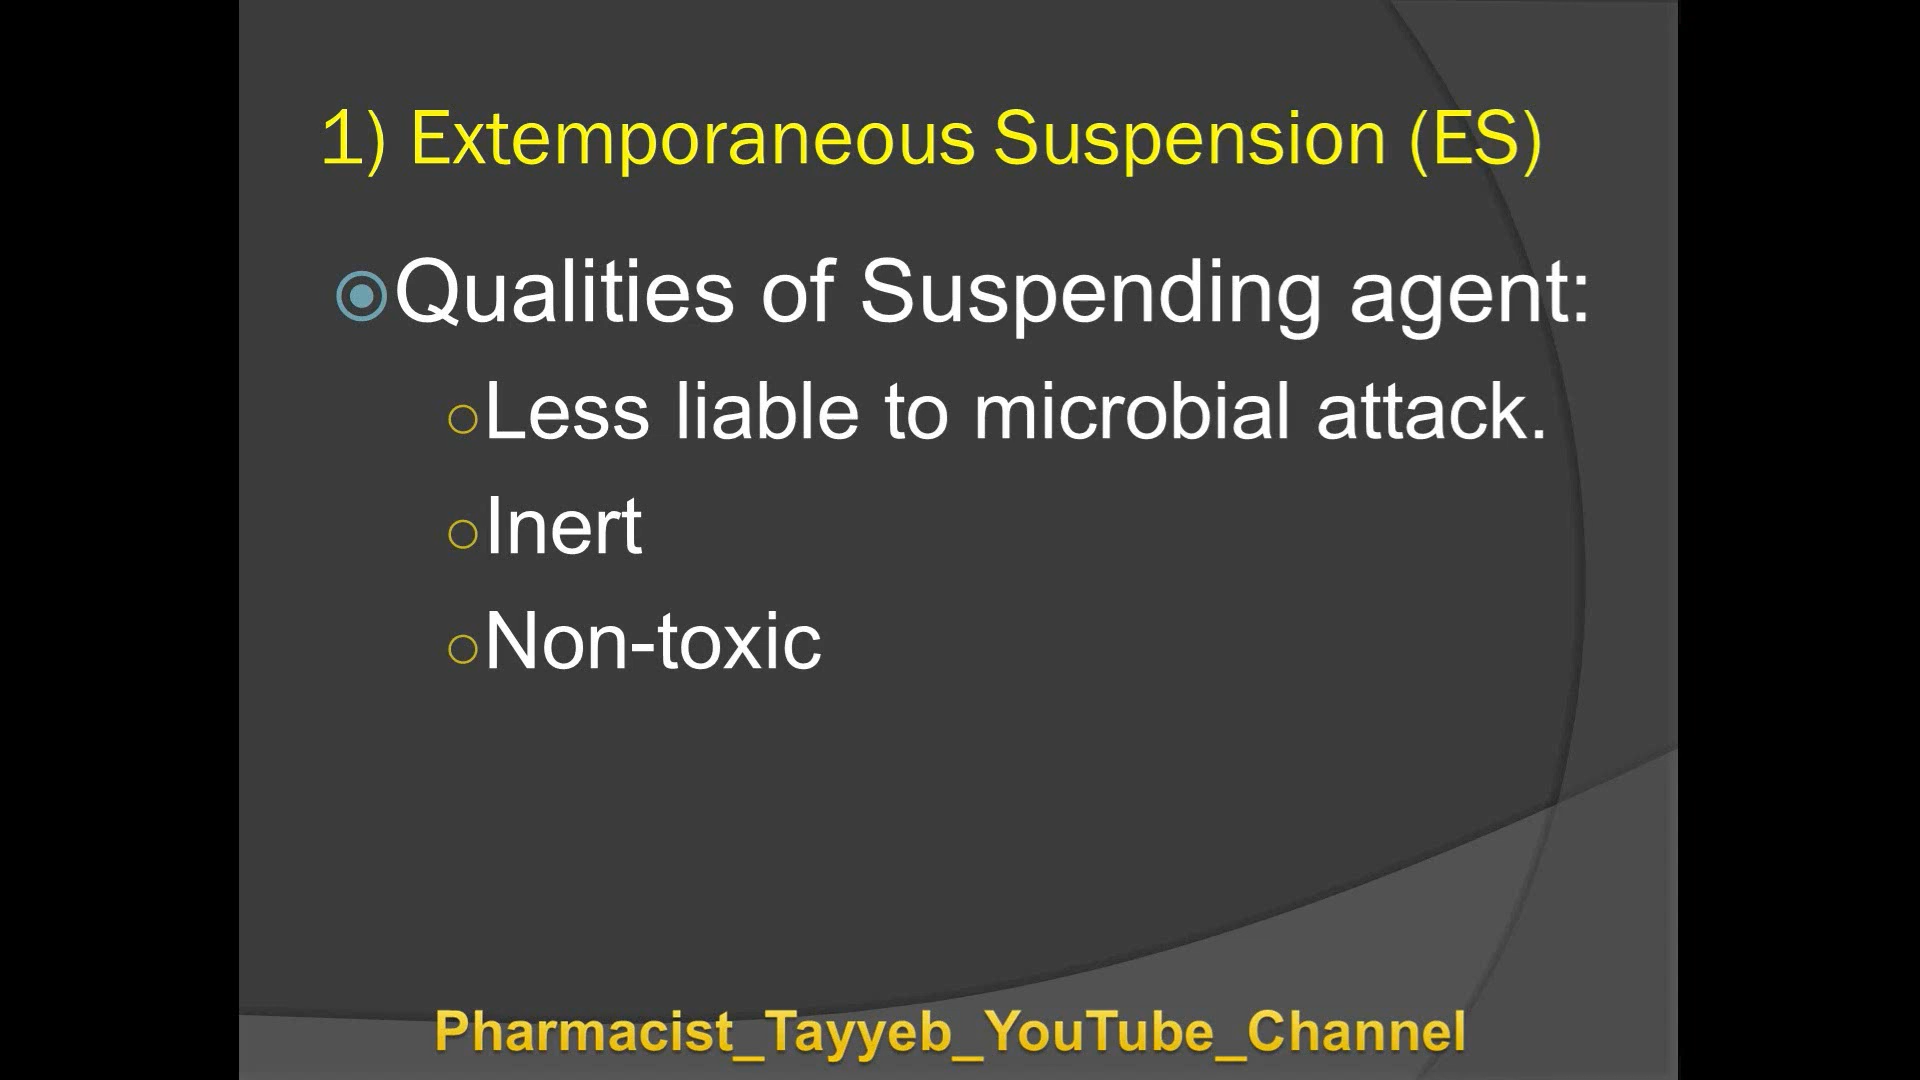 1) Extemporaneous Suspension (ES)
Qualities of Suspending agent:
Less liable to microbial attack.
Inert
Non-toxic
Pharmacist_Tayyeb_YouTube_Channel